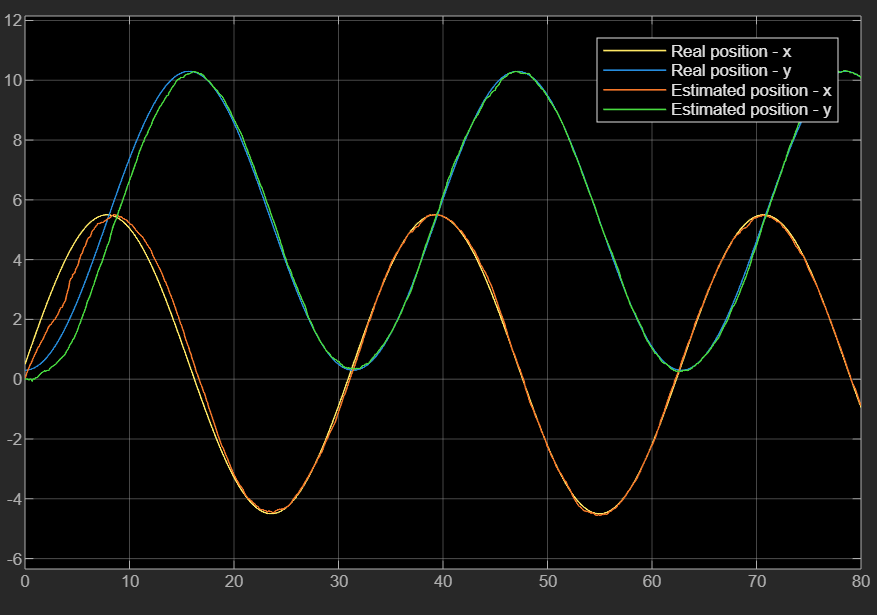 12
10
8
6
4
2
0
-2
-4
-6
0 10 20 30 40 50 60 70 80
Real position - x
Real position - y
Estimated position - x
Estimated position - y